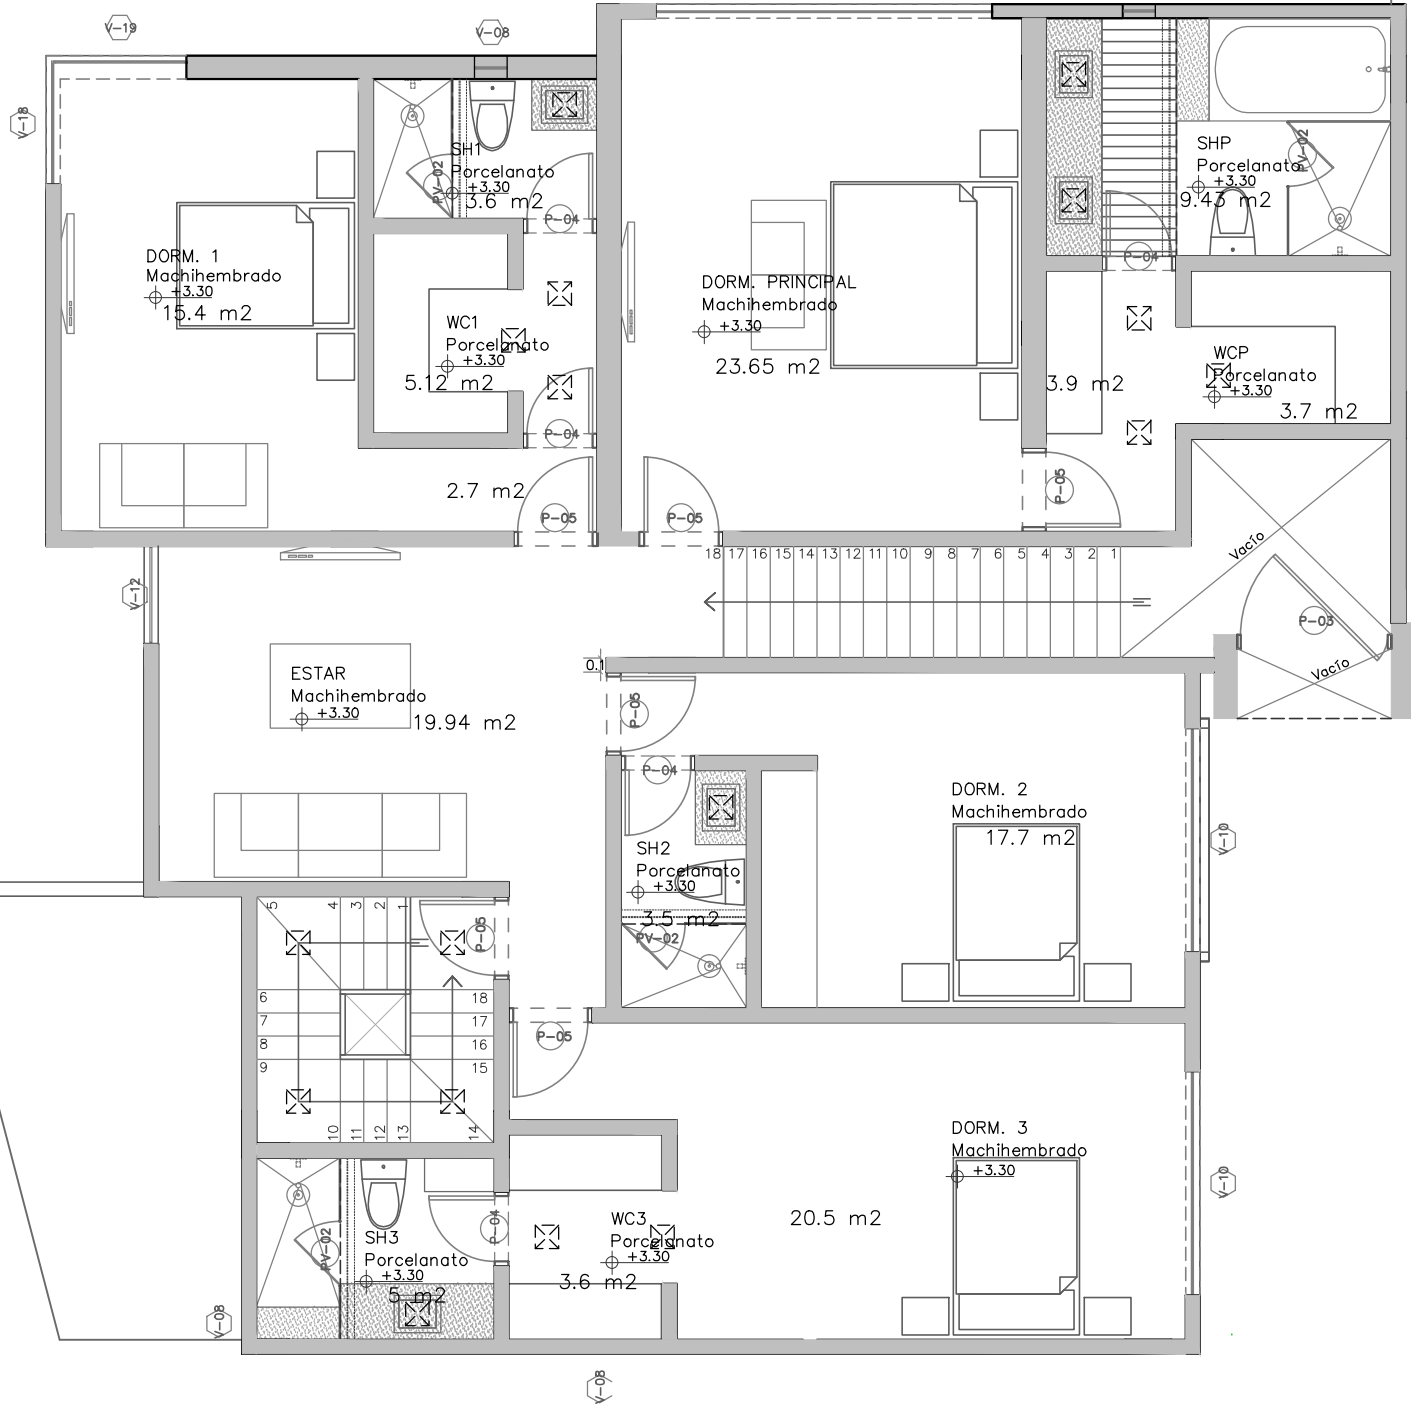 V-19
V-08
V-18
SH1
Porcelanato
+3.30
3.6 m2
PV-02
P-04
SHP
Porcelanato
+3.30
9.43 m2
PV-02
P-04
DORM. 1
Machihembrado
+3.30
15.4 m2
WC1
Porcelanato
+3.30
5.12 m2
P-04
DORM. PRINCIPAL
Machihembrado
+3.30
23.65 m2
3.9 m2
WCP
Porcelanato
+3.30
3.7 m2
2.7 m2
P-05
P-05
P-05
18 17 16 15 14 13 12 11 10 9 8 7 6 5 4 3 2 1
Vacío
V-12
P-03
Vacío
0.1
ESTAR
Machihembrado
+3.30
19.94 m2
P-05
P-04
DORM. 2
Machihembrado
17.7 m2
V-10
SH2
Porcelanato
+3.30
3.5 m2
PV-02
5 4 3 2 1
P-05
6 18
7 17
8 16
9 15
10 11 12 13 14
P-05
DORM. 3
Machihembrado
+3.30
20.5 m2
V-10
SH3
Porcelanato
+3.30
5 m2
PV-02
P-04
WC3
Porcelanato
+3.30
3.6 m2
V-08
V-08